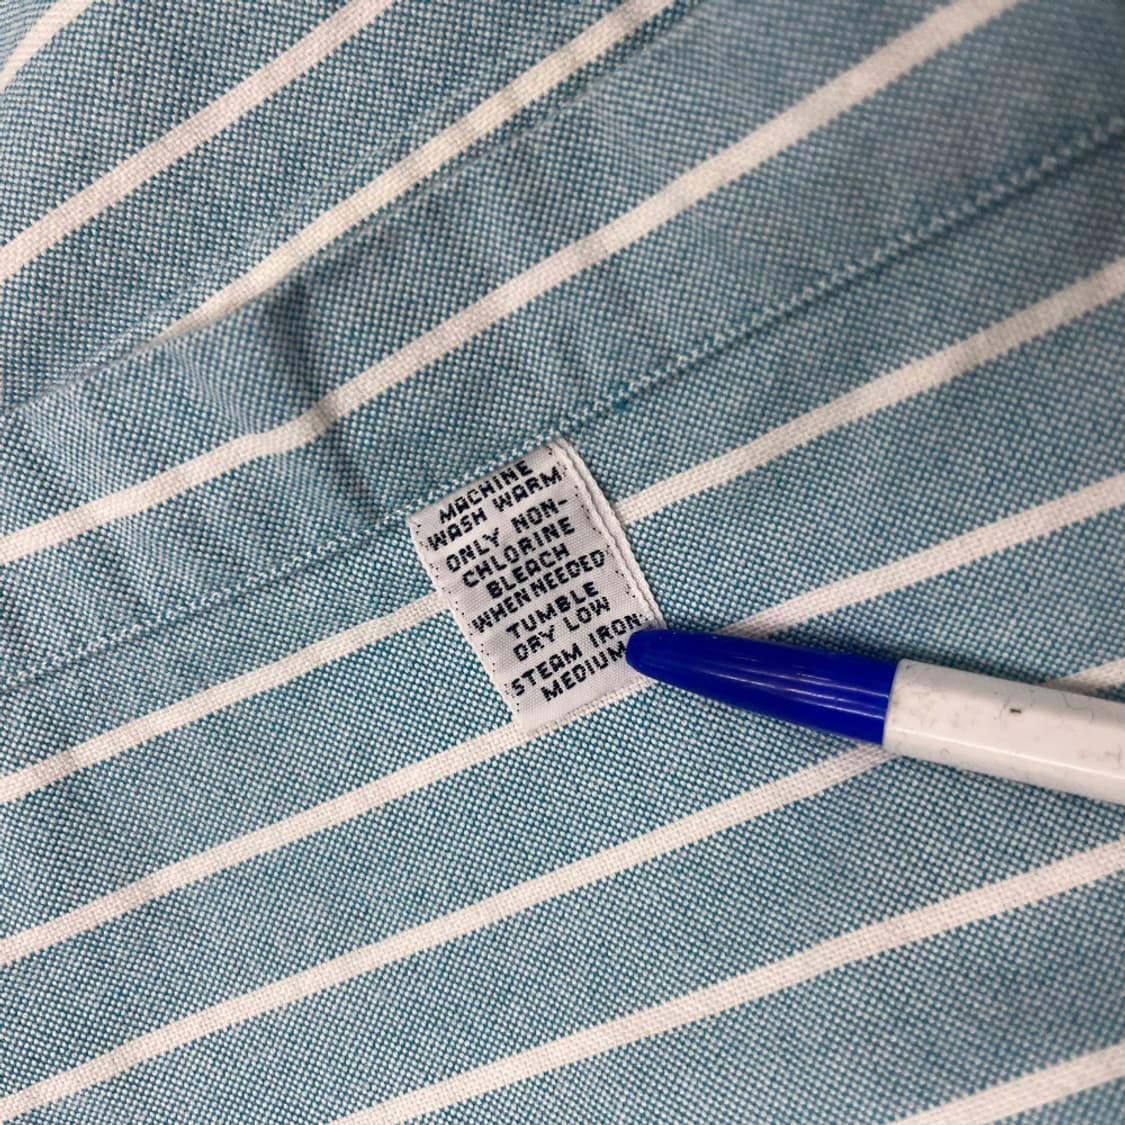 MACHINE
WASH WARM
ONLY NON-
CHLORINE
BLEACH
WHEN NEEDED
TUMBLE
DRY LOW
STEAM IRON
MEDIUM